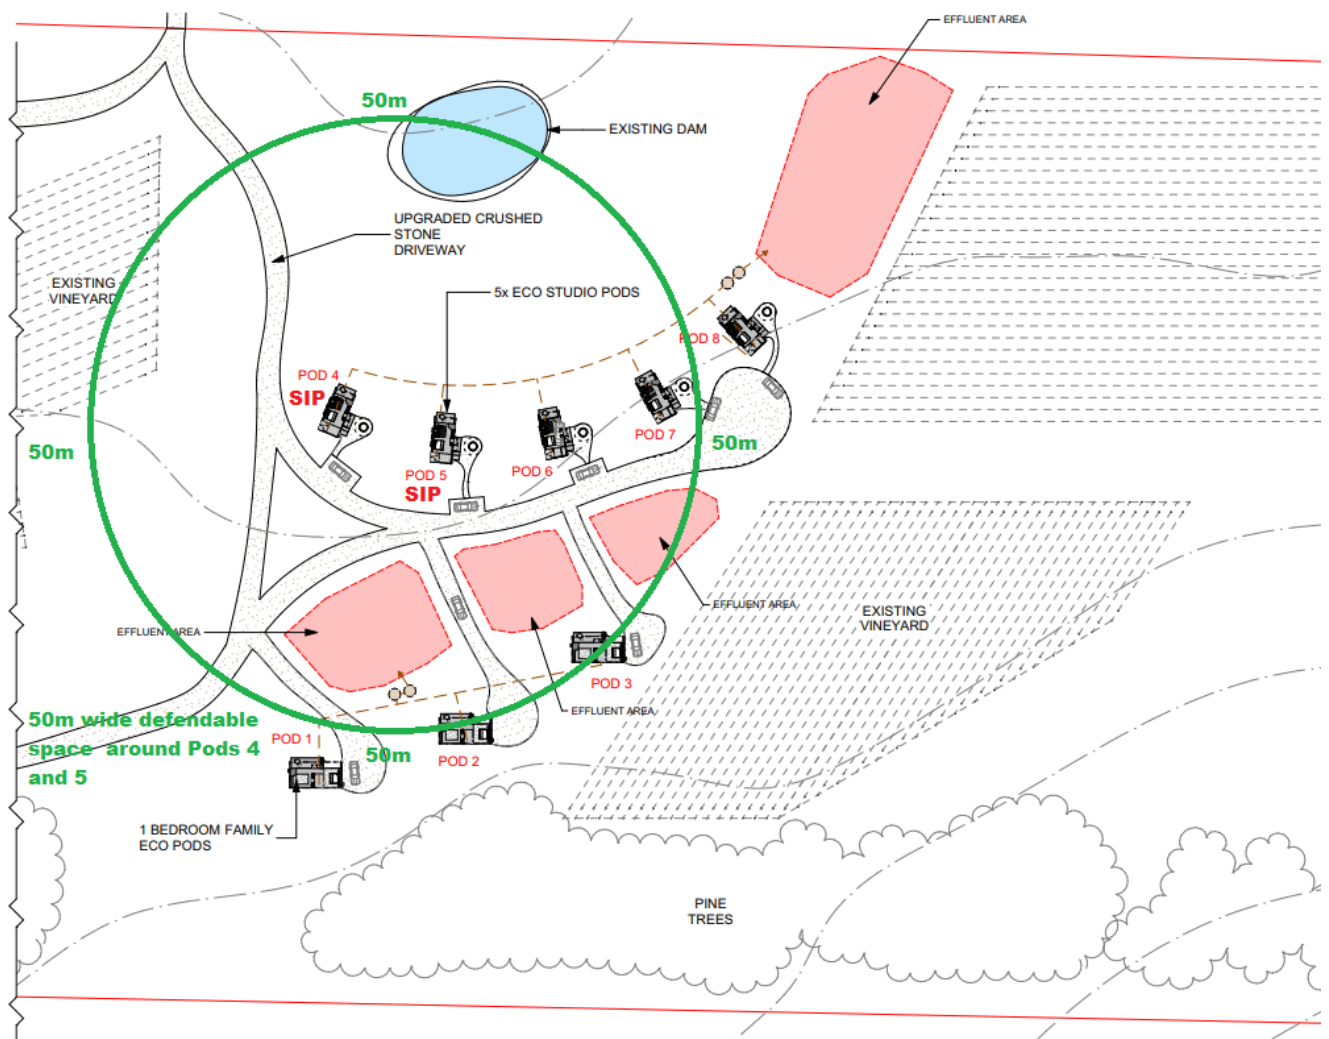 EFFLUENT AREA
50m
EXISTING DAM
UPGRADED CRUSHED
STONE
DRIVEWAY
EXISTING
VINEYARD
5x ECO STUDIO PODS
POD 8
POD 4
SIP
POD 7
50m
50m
POD 5
POD 6
SIP
EFFLUENT AREA
EXISTING
VINEYARD
EFFLUENT AREA
POD 3
EFFLUENT AREA
50m wide defendable
space around Pods 4
and 5
POD 1
50m
POD 2
1 BEDROOM FAMILY
ECO PODS
PINE
TREES